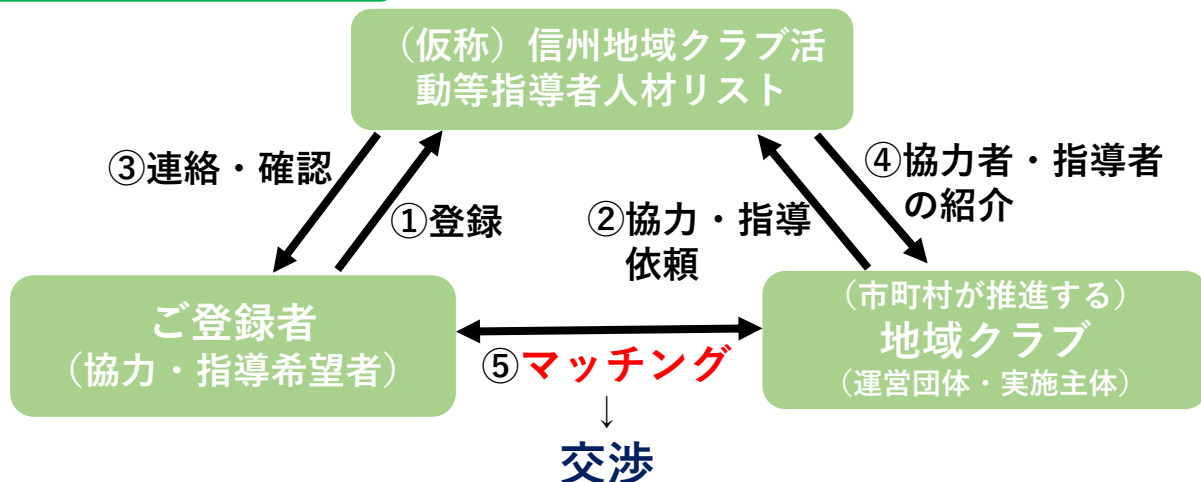 （仮称）信州地域クラブ活
動等指導者人材リスト
③連絡・確認
①登録
②協力・指導
依頼
④協力者・指導者
の紹介
ご登録者
（協力・指導希望者）
⑤マッチング
↓
交渉
（市町村が推進する）
地域クラブ
（運営団体・実施主体）